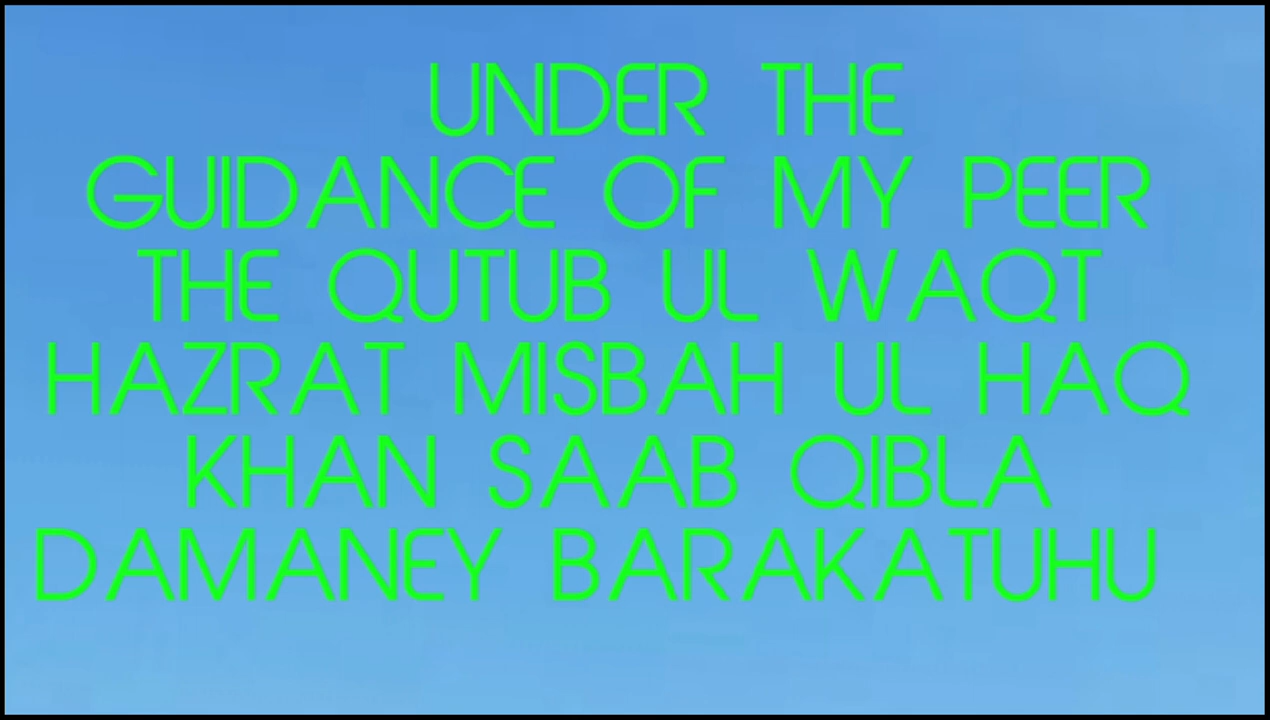 UNDER THE
GUIDANCE OF MY PEER
THE QUTUB UL WAQT
HAZRAT MISBAH UL HAQ
KHAN SAAB QIBLA
DAMANEY BARAKATUHU